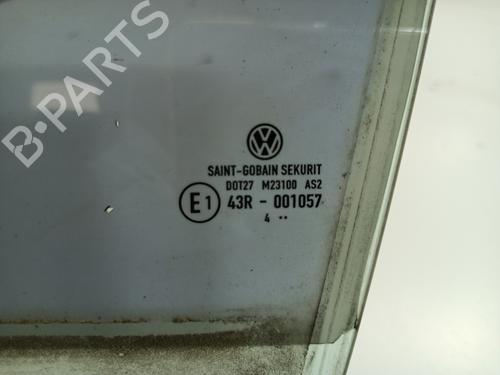 B-PARTS
SAINT-GOBAIN SEKURIT
DOT27 M23100 AS2
E1 43R - 001057
4 ••